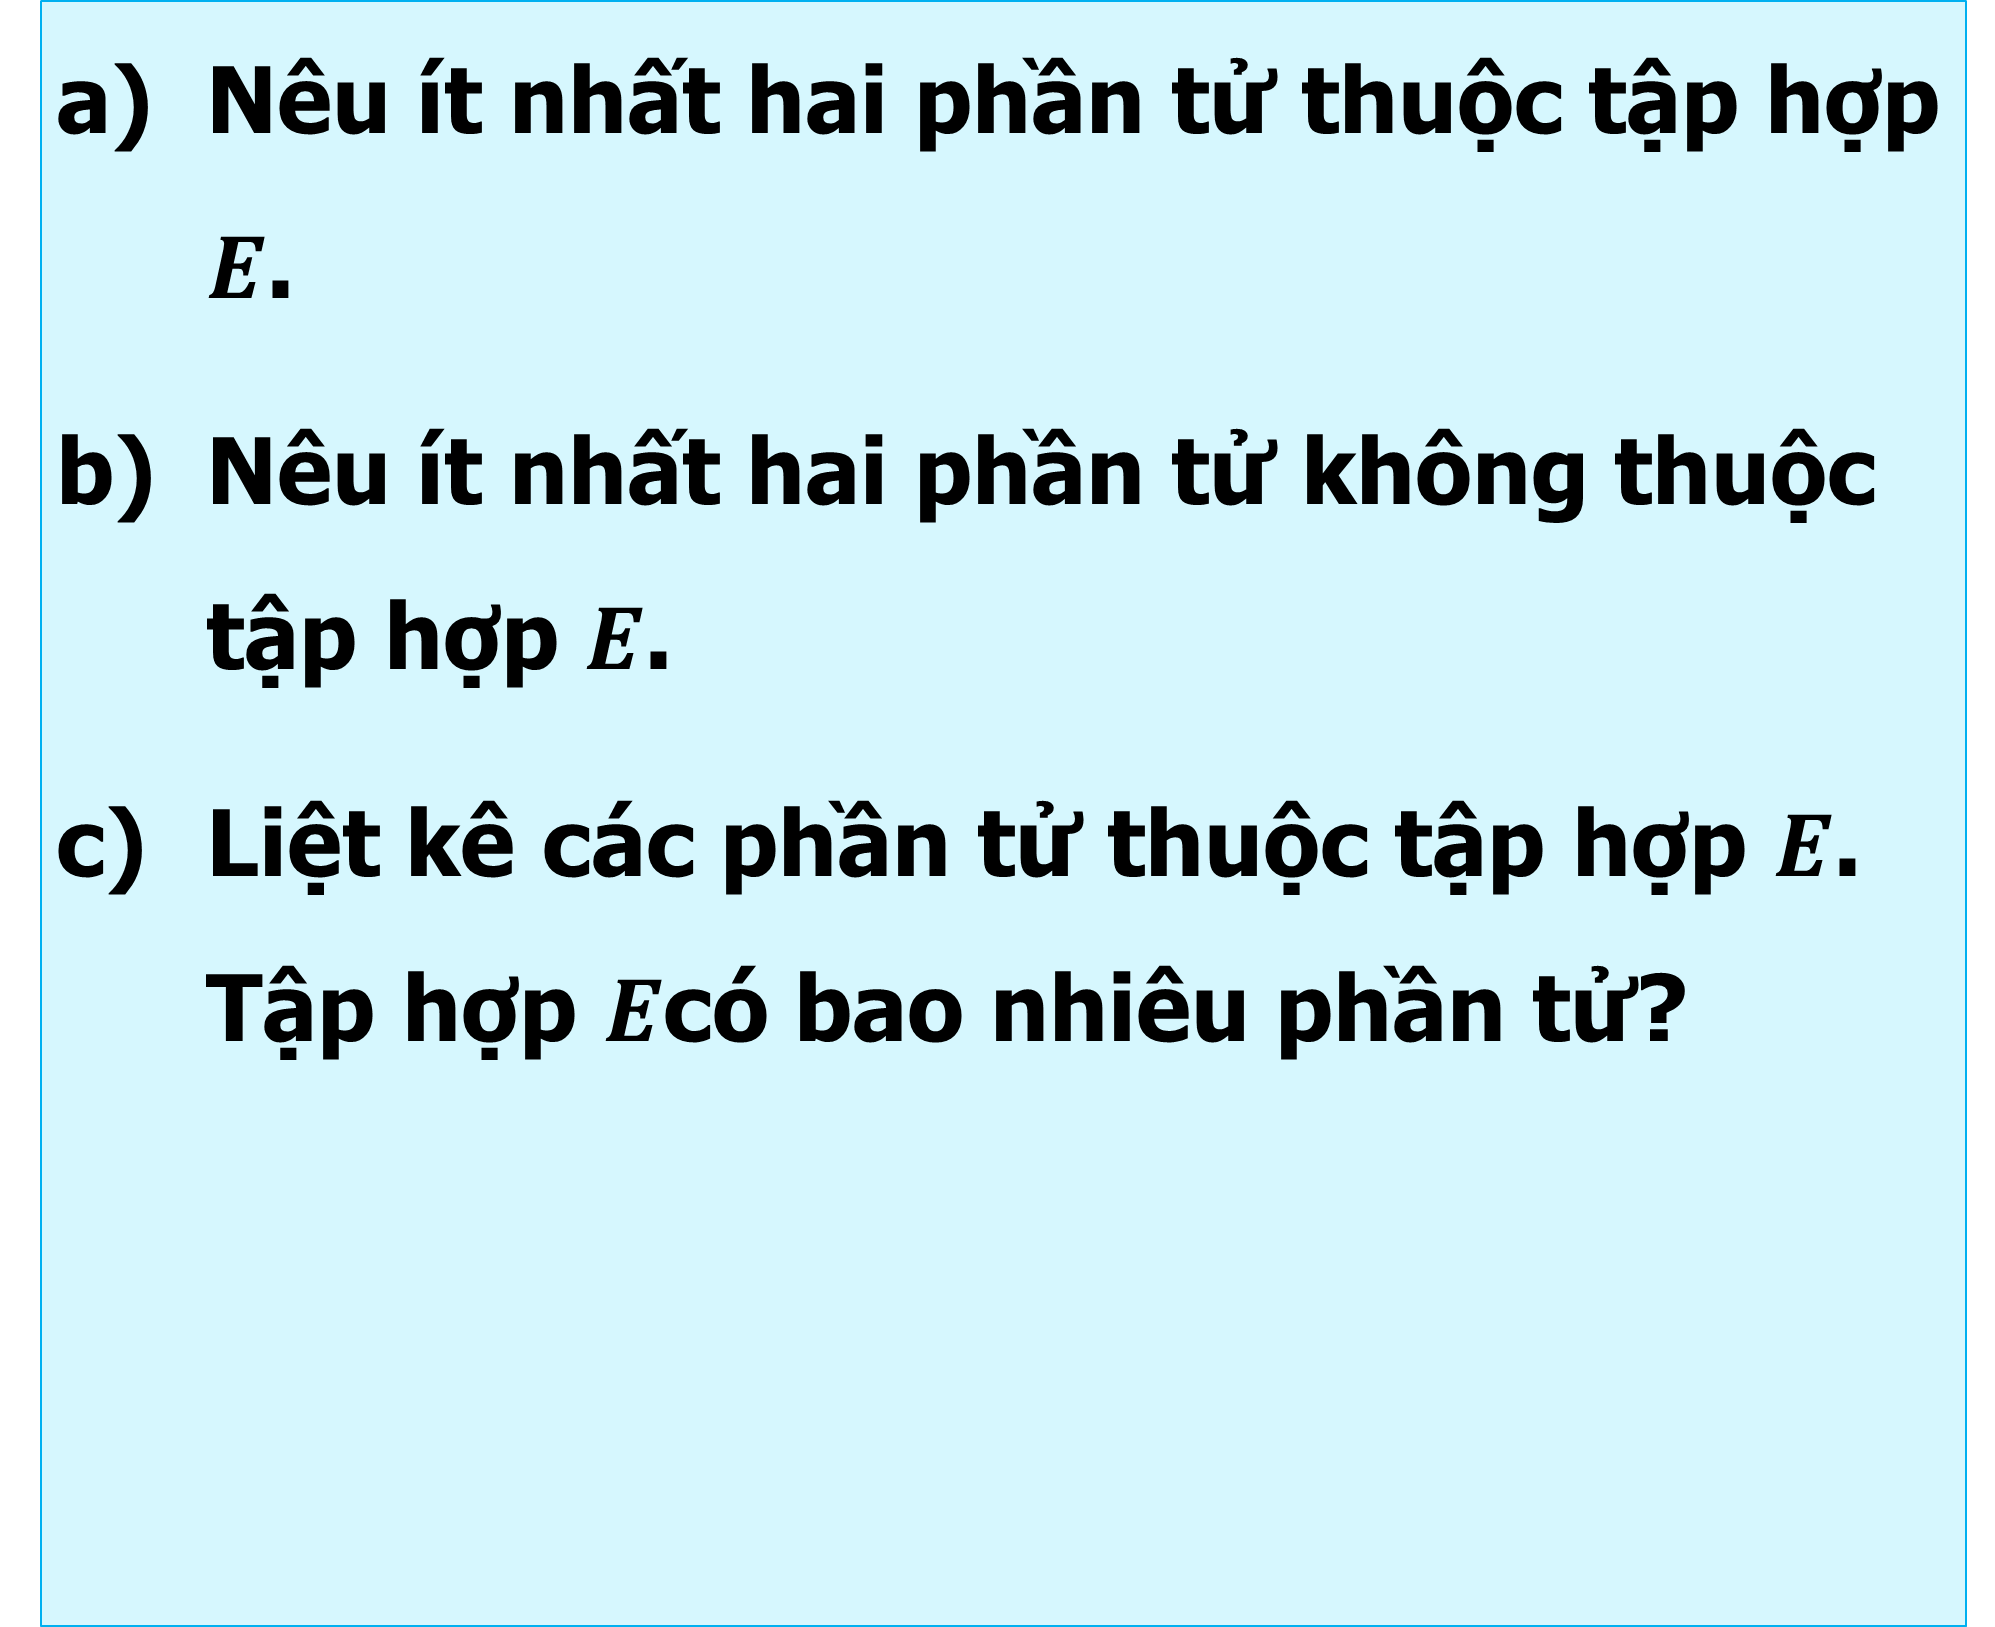 a) Nêu ít nhất hai phần tử thuộc tập hợp
E.
b) Nêu ít nhất hai phần tử không thuộc
tập hợp E.
c) Liệt kê các phần tử thuộc tập hợp E.
Tập hợp Ecó bao nhiêu phần tử?